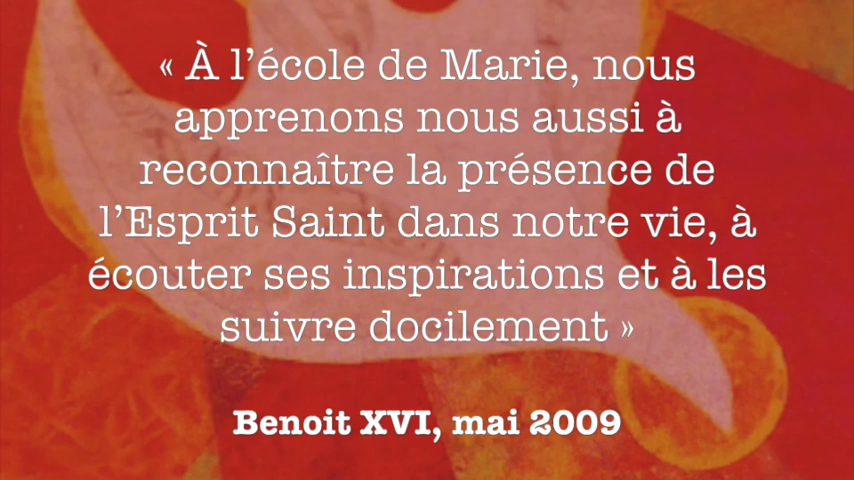 « À l’école de Marie, nous
apprenons nous aussi à
reconnaître la présence de
l’Esprit Saint dans notre vie, à
écouter ses inspirations et à les
suivre docilement »
Benoit XVI, mai 2009